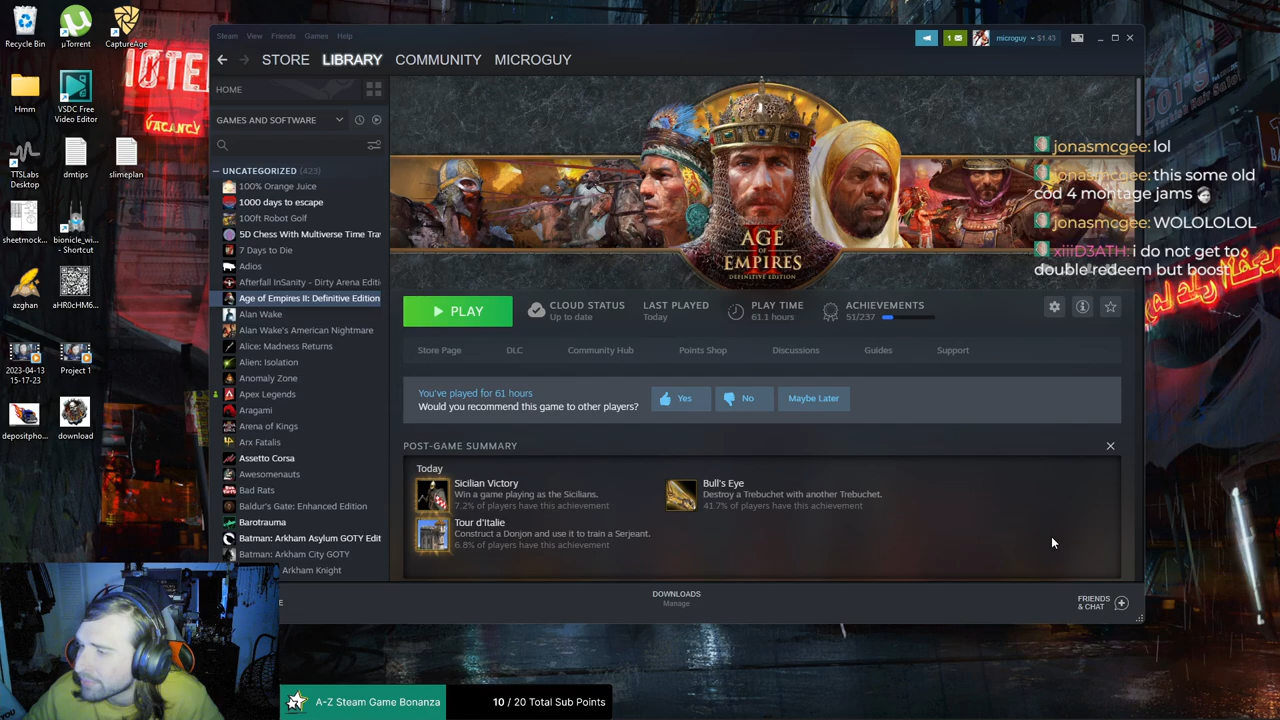 Recycle Bin
µTorrent
CaptureAge
Hmm
VSDC Free
Video Editor
TTSLabs
Desktop
dmtips
slimeplan
sheetmock...
bionicle_wi...
- Shortcut
azghan
aHR0cHM6...
2023-04-13
15-17-23
Project 1
depositpho...
download
Steam View Friends Games Help
1
microguy $1.43
STORE LIBRARY COMMUNITY MICROGUY
HOME
GAMES AND SOFTWARE
UNCATEGORIZED (423)
100% Orange Juice
1000 days to escape
100ft Robot Golf
5D Chess With Multiverse Time Tra
7 Days to Die
Adios
Afterfall InSanity - Dirty Arena Editi
Age of Empires II: Definitive Edition
Alan Wake
Alan Wake's American Nightmare
Alice: Madness Returns
Alien: Isolation
Anomaly Zone
Apex Legends
Aragami
Arena of Kings
Arx Fatalis
Assetto Corsa
Awesomenauts
Bad Rats
Baldur's Gate: Enhanced Edition
Barotrauma
Batman: Arkham Asylum GOTY Edit
Batman: Arkham City GOTY
Arkham Knight
AGE OF
EMPIRES II
DEFINITIVE EDITION
PLAY
CLOUD STATUS
Up to date
LAST PLAYED
Today
PLAY TIME
61.1 hours
ACHIEVEMENTS
51/237
Store Page DLC Community Hub Points Shop Discussions Guides Support
You've played for 61 hours
Would you recommend this game to other players?
Yes No Maybe Later
POST-GAME SUMMARY
Today
Sicilian Victory
Win a game playing as the Sicilians.
7.2% of players have this achievement
Bull's Eye
Destroy a Trebuchet with another Trebuchet.
41.7% of players have this achievement
Tour d'Italie
Construct a Donjon and use it to train a Serjeant.
6.8% of players have this achievement
DOWNLOADS
Manage
FRIENDS
& CHAT
jonasmcgee: lol
jonasmcgee: this some old
cod 4 montage jams
jonasmcgee: WOLOLOLOL
xiiiD3ATH: i do not get to
double redeem but boost
VACANCY
A-Z Steam Game Bonanza
10 / 20 Total Sub Points